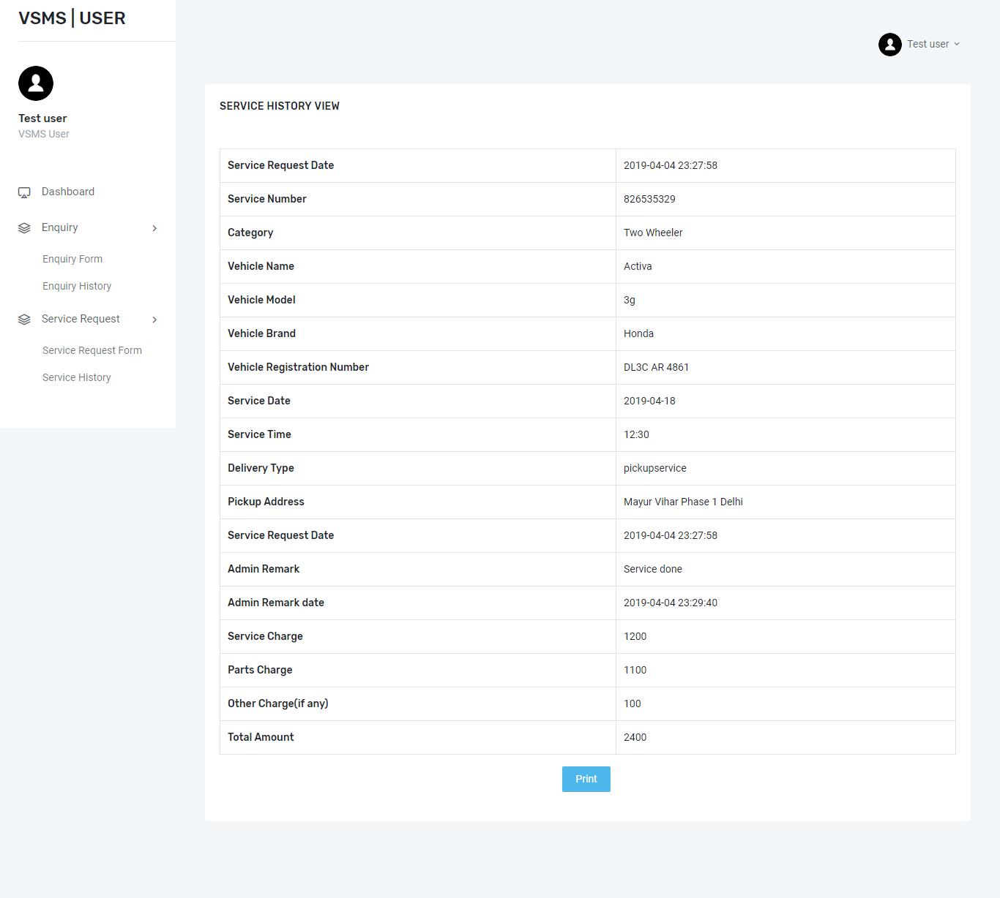 VSMS | USER
Test user
Test user
VSMS User
Dashboard
Enquiry
Enquiry Form
Enquiry History
Service Request
Service Request Form
Service History
SERVICE HISTORY VIEW
Service Request Date 2019-04-04 23:27:58
Service Number 826535329
Category Two Wheeler
Vehicle Name Activa
Vehicle Model 3g
Vehicle Brand Honda
Vehicle Registration Number DL3C AR 4861
Service Date 2019-04-18
Service Time 12:30
Delivery Type pickupservice
Pickup Address Mayur Vihar Phase 1 Delhi
Service Request Date 2019-04-04 23:27:58
Admin Remark Service done
Admin Remark date 2019-04-04 23:29:40
Service Charge 1200
Parts Charge 1100
Other Charge(if any) 100
Total Amount 2400
Print